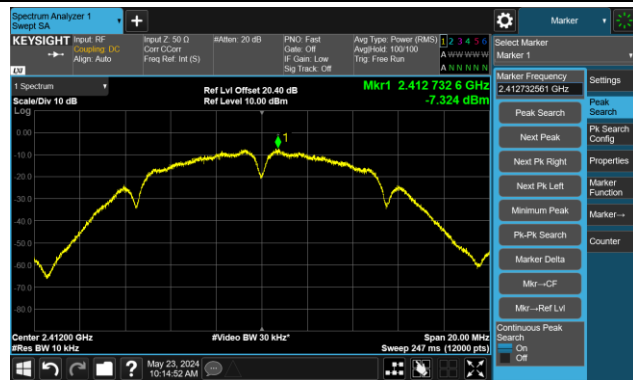 Spectrum Analyzer 1
Swept SA
+
Marker
KEYSIGHT
Input: RF
Coupling: DC
Align: Auto
Input Z: 50 Ω
Corr CCorr
Freq Ref: Int (S)
#Atten: 20 dB
PNO: Fast
Gate: Off
IF Gain: Low
Sig Track: Off
Avg Type: Power (RMS)
Avg|Hold: 100/100
Trig: Free Run
1 2 3 4 5 6
A W W W W W
A N N N N N
LXI
Select Marker
Marker 1
1 Spectrum
Scale/Div 10 dB
Log
Ref Lvl Offset 20.40 dB
Ref Level 10.00 dBm
Mkr1 2.412 732 6 GHz
-7.324 dBm
1
0.00
-10.0
-20.0
-30.0
-40.0
-50.0
-60.0
-70.0
-80.0
Center 2.41200 GHz
#Res BW 10 kHz
#Video BW 30 kHz*
Span 20.00 MHz
Sweep 247 ms (12000 pts)
Marker Frequency
2.412732561 GHz
Peak Search
Next Peak
Next Pk Right
Next Pk Left
Minimum Peak
Pk-Pk Search
Marker Delta
Mkr→CF
Mkr→Ref Lvl
Continuous Peak
Search
On
Off
Settings
Peak
Search
Pk Search
Config
Properties
Marker
Function
Marker→
Counter
?
May 23, 2024
10:14:52 AM